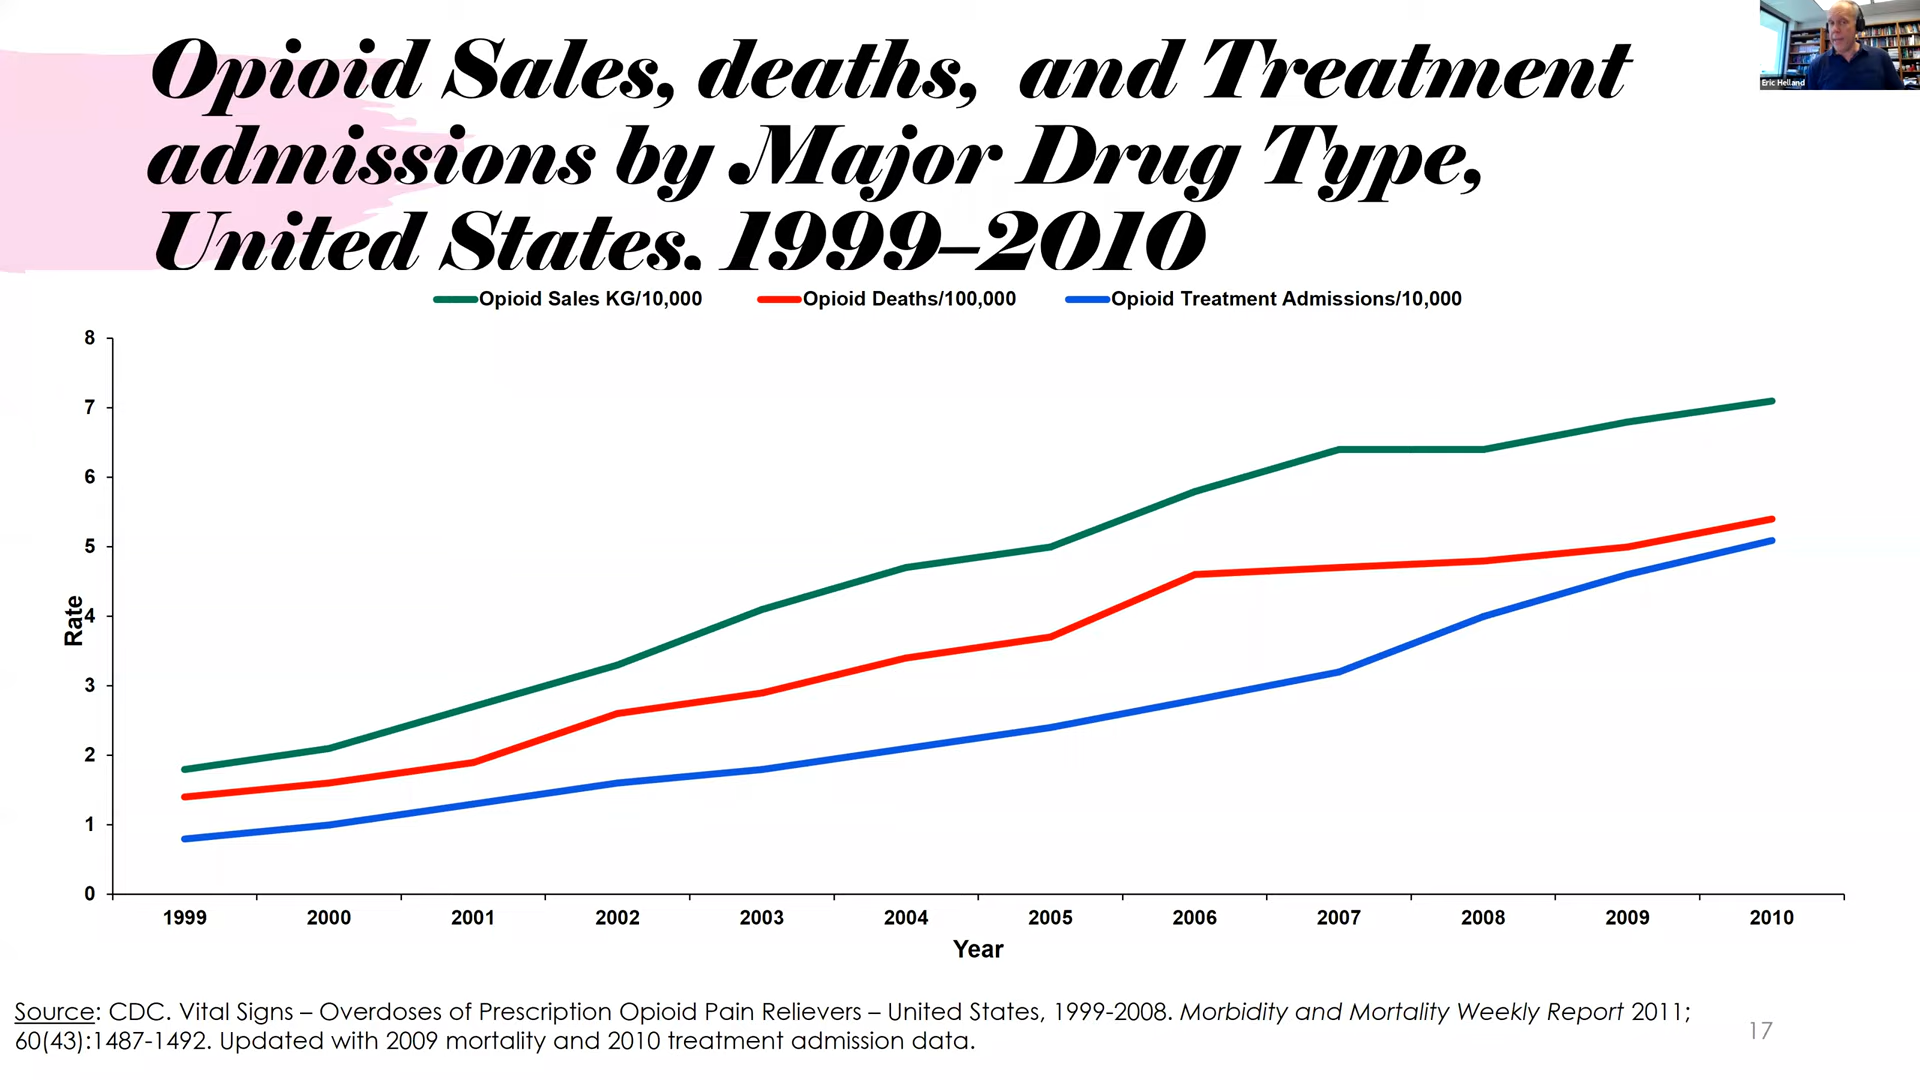 Opioid Sales, deaths, and Treatment
admissions by Major Drug Type,
United States, 1999–2010
Eric Helland
Opioid Sales KG/10,000 Opioid Deaths/100,000 Opioid Treatment Admissions/10,000
8
7
6
5
4
3
2
1
0
Rate
1999 2000 2001 2002 2003 2004 2005 2006 2007 2008 2009 2010
Year
Source: CDC. Vital Signs – Overdoses of Prescription Opioid Pain Relievers – United States, 1999-2008. Morbidity and Mortality Weekly Report 2011;
60(43):1487-1492. Updated with 2009 mortality and 2010 treatment admission data.
17